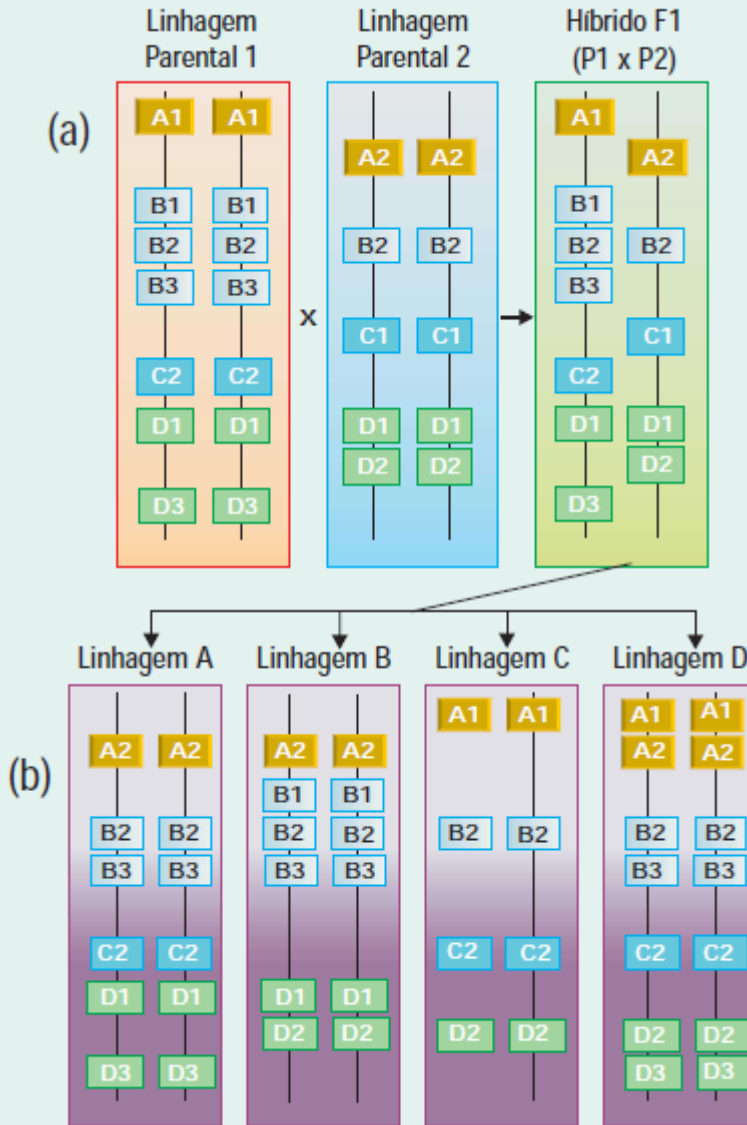 Linhagem Parental 1
Linhagem Parental 2
Híbrido F1 (P1 x P2)
(a)
A1 A1 A1
A2 A2 A2
B1 B1 B1
B2 B2 B2 B2 B2 B2
B3 B3 B3
x
C1 C1 C1
C2 C2 C2
D1 D1 D1 D1 D1 D1
D2 D2 D2
D3 D3 D3
Linhagem A Linhagem B Linhagem C Linhagem D
A1 A1 A1 A1
A2 A2 A2 A2 A2 A2
(b)
B1 B1
B2 B2 B2 B2 B2 B2 B2 B2
B3 B3 B3 B3 B3 B3
C2 C2 C2 C2 C2 C2
D1 D1 D1 D1
D2 D2 D2 D2 D2 D2
D3 D3 D3 D3